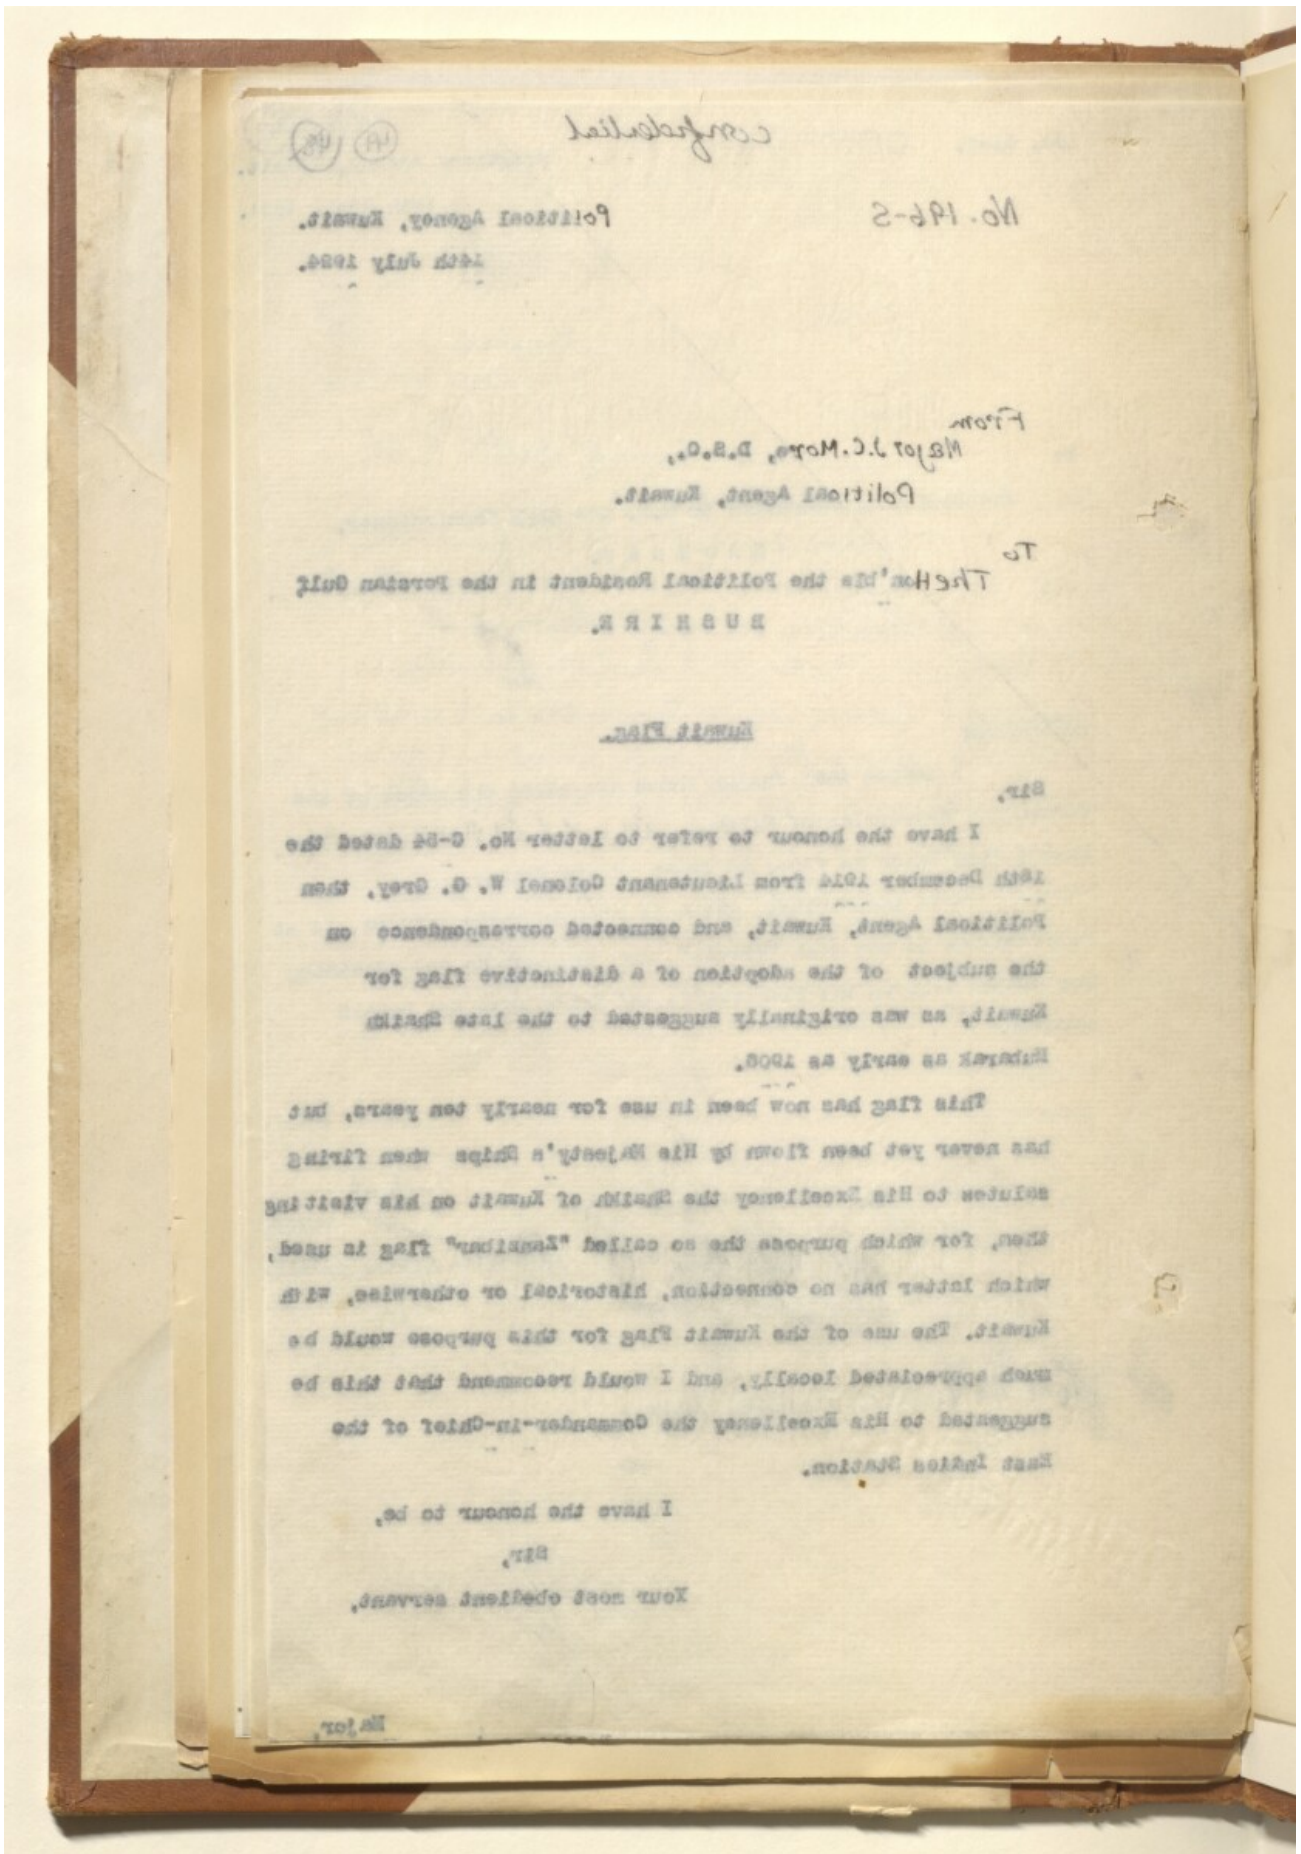 confidential
4A
No. 196-S
Political Agency, Kuwait.
14th July 1924.
From
Major J.C. More, D.S.O.,
Political Agent, Kuwait.
To
The Hon'ble the Political Resident in the Persian Gulf
BUSHIRE.
Kuwait Flag.
Sir,
I have the honour to refer to letter No. C-54 dated the
18th December 1914 from Lieutenant Colonel W. G. Grey, then
Political Agent, Kuwait, and connected correspondence on
the subject of the adoption of a distinctive flag for
Kuwait, as was originally suggested to the late Shaikh
Mubarak as early as 1906.
This flag has now been in use for nearly ten years, but
has never yet been flown by His Majesty's Ships when firing
salutes to His Excellency the Shaikh of Kuwait on his visiting
them, for which purpose the so called "Zanzibar" flag is used,
which latter has no connection, historical or otherwise, with
Kuwait. The use of the Kuwait Flag for this purpose would be
much appreciated locally, and I would recommend that this be
suggested to His Excellency the Commander-in-Chief of the
East Indies Station.
I have the honour to be,
Sir,
Your most obedient servant,
Major,